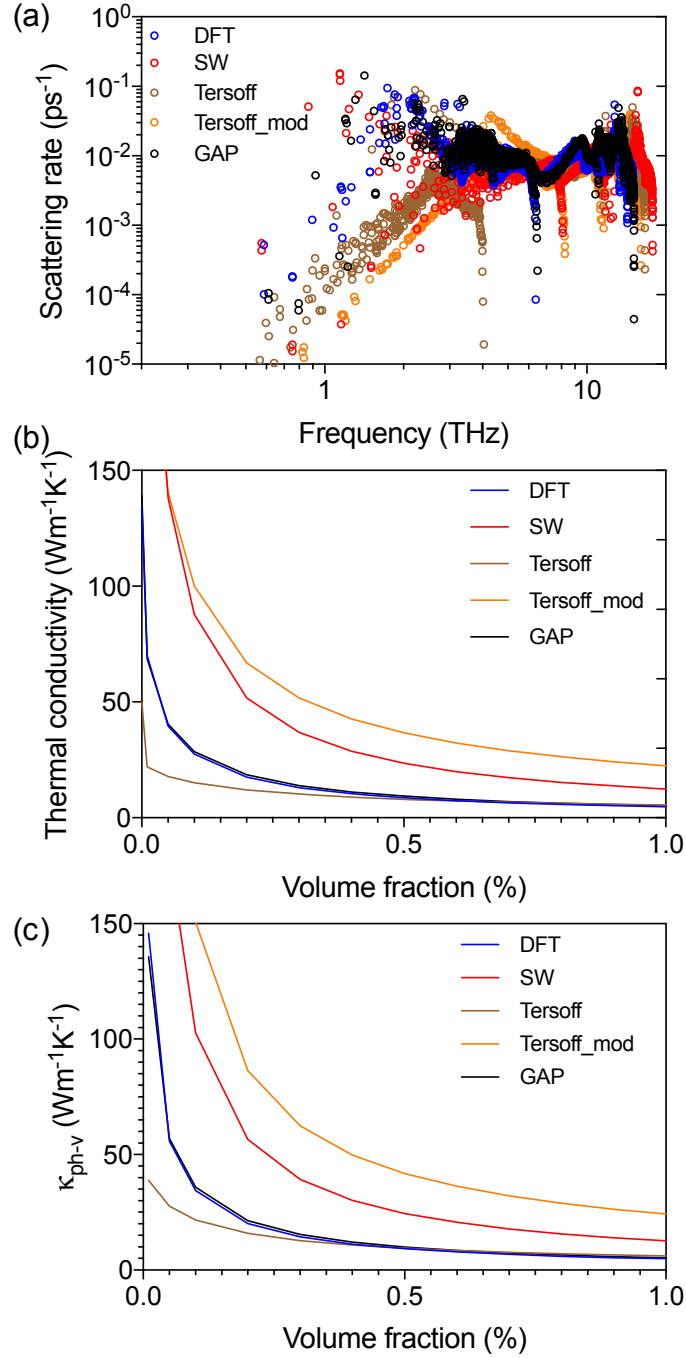 (a)
10⁰
10⁻¹
10⁻²
10⁻³
10⁻⁴
10⁻⁵
Scattering rate (ps⁻¹)
DFT
SW
Tersoff
Tersoff_mod
GAP
1
10
Frequency (THz)
(b)
150
100
50
0
Thermal conductivity (Wm⁻¹K⁻¹)
DFT
SW
Tersoff
Tersoff_mod
GAP
0.0
0.5
1.0
Volume fraction (%)
(c)
150
100
50
0
κph-v (Wm⁻¹K⁻¹)
DFT
SW
Tersoff
Tersoff_mod
GAP
0.0
0.5
1.0
Volume fraction (%)